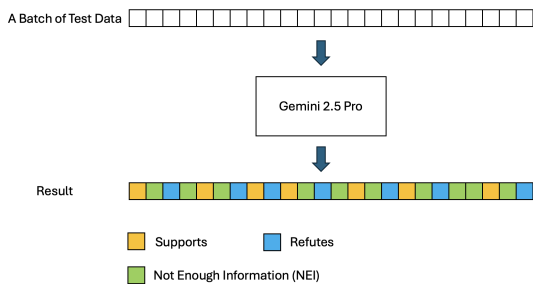 A Batch of Test Data
Gemini 2.5 Pro
Result
Supports
Refutes
Not Enough Information (NEI)